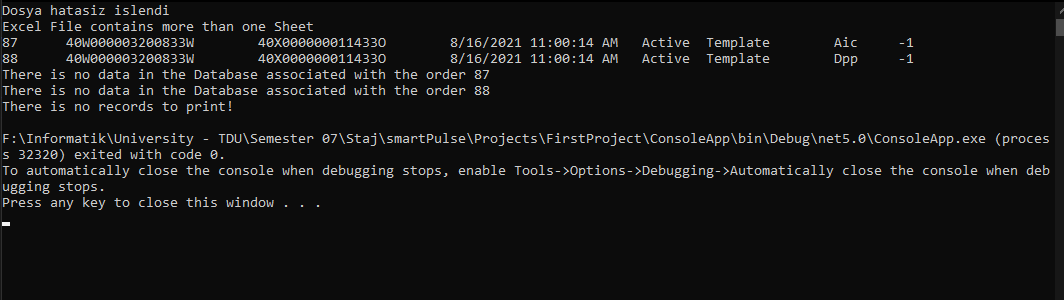 Dosya hatasiz islendi
Excel File contains more than one Sheet
87      40W000003200833W        40X000000011433O        8/16/2021 11:00:14 AM   Active  Template        Aic     -1
88      40W000003200833W        40X000000011433O        8/16/2021 11:00:14 AM   Active  Template        Dpp     -1
There is no data in the Database associated with the order 87
There is no data in the Database associated with the order 88
There is no records to print!
F:\Informatik\University - TDU\Semester 07\Staj\smartPulse\Projects\FirstProject\ConsoleApp\bin\Debug\net5.0\ConsoleApp.exe (proces
s 32320) exited with code 0.
To automatically close the console when debugging stops, enable Tools->Options->Debugging->Automatically close the console when deb
ugging stops.
Press any key to close this window . . .